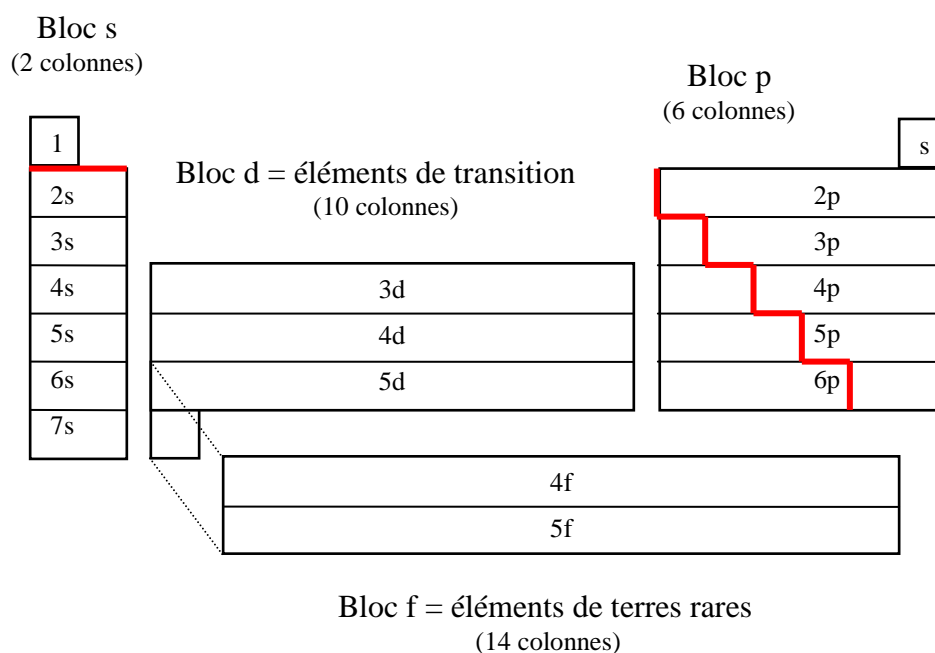 Bloc s
(2 colonnes)
Bloc p
(6 colonnes)
1
s
Bloc d = éléments de transition
(10 colonnes)
2s
2p
3s
3p
4s
3d
4p
5s
4d
5p
6s
5d
6p
7s
4f
5f
Bloc f = éléments de terres rares
(14 colonnes)